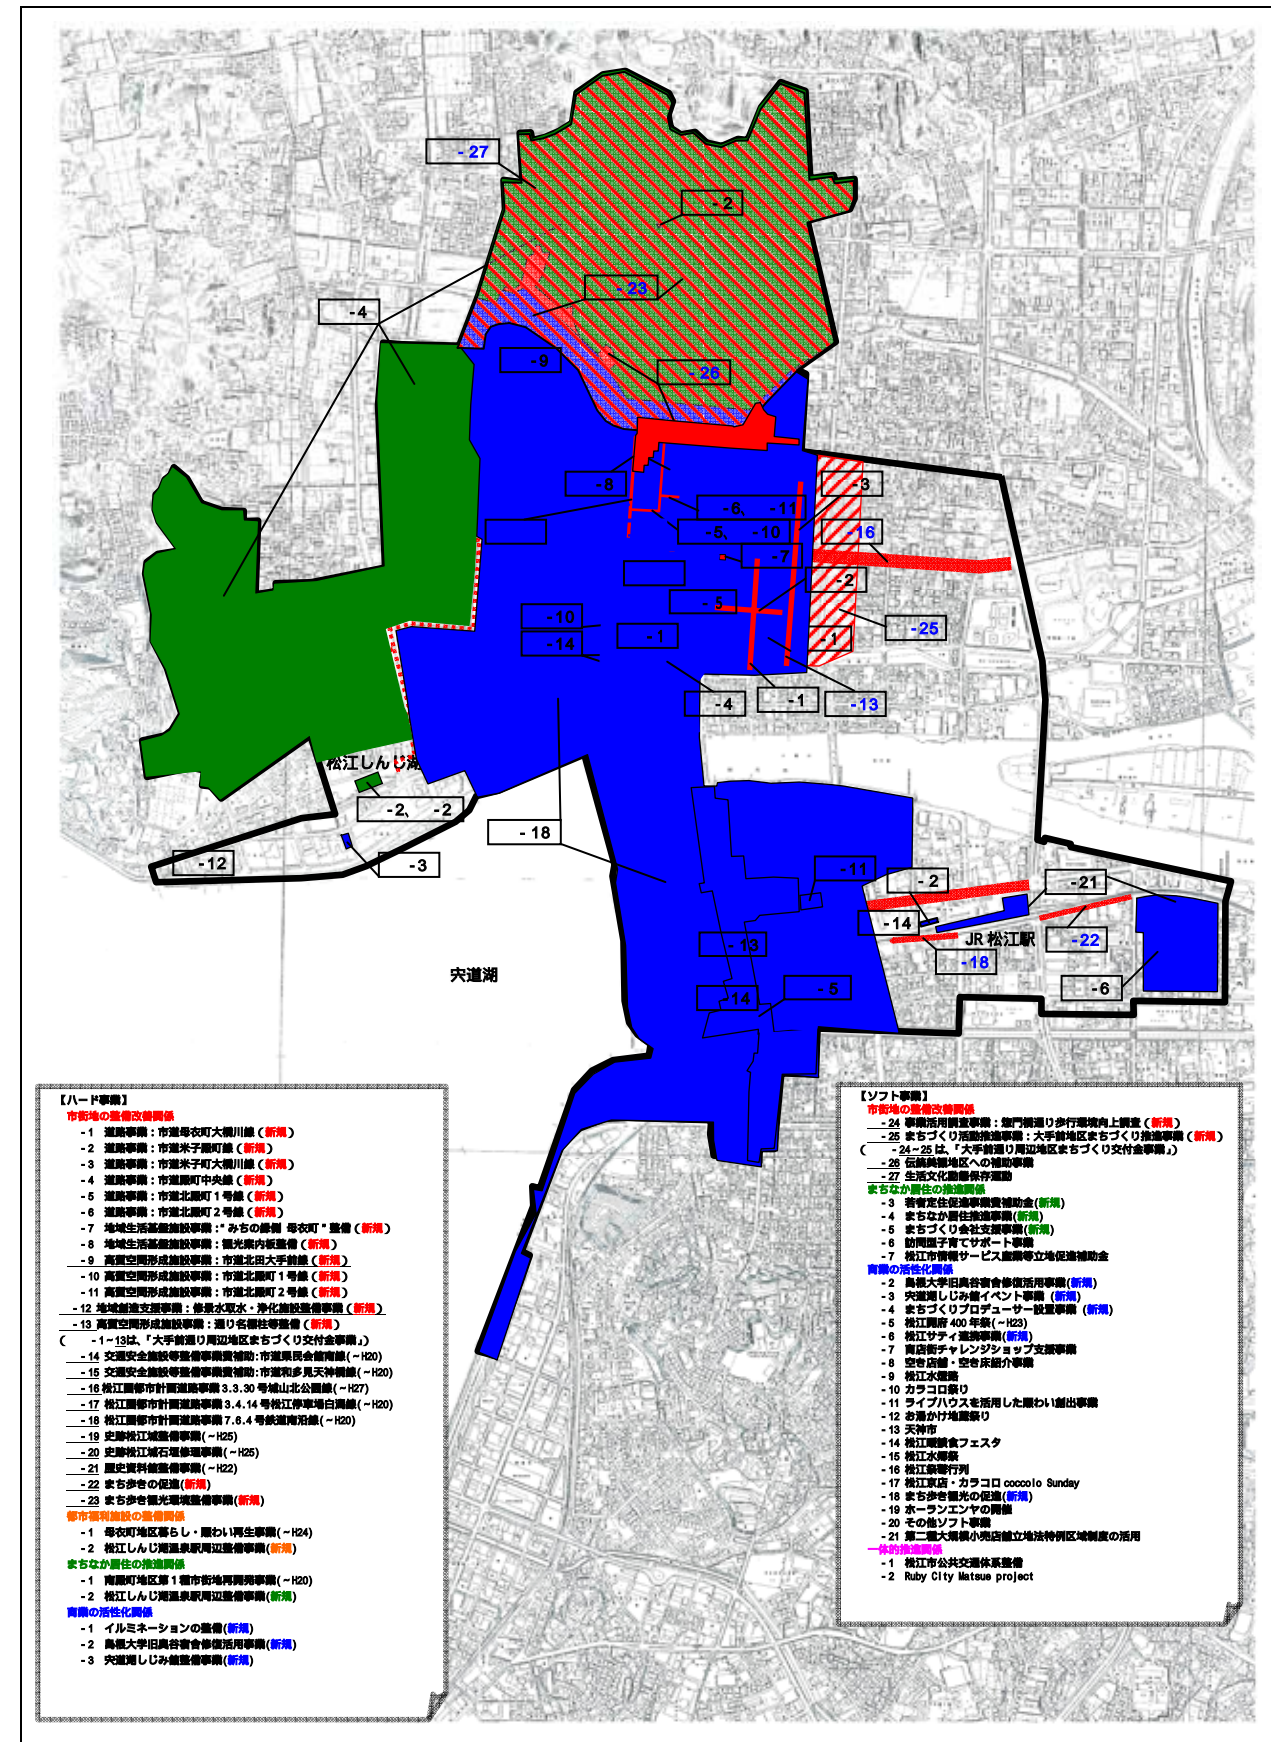 - 27
- 2
- 23
- 4
- 9
- 26
- 8
- 3
- 6、 - 11
- 5、 - 10
- 16
- 7
- 2
- 5
- 10
- 1
- 14
- 25
- 1
- 4
- 1
- 13
松江しんじ湖
- 2、 - 2
- 18
- 12
- 3
- 11
- 2
- 21
- 14
JR 松江駅
- 22
- 18
- 13
宍道湖
- 6
- 5
- 14
【ハード事業】
市街地の整備改善関係
- 1 道路事業：市道母衣町大橋川線（新規）
- 2 道路事業：市道米子殿町線（新規）
- 3 道路事業：市道米子町大橋川線（新規）
- 4 道路事業：市道殿町中央線（新規）
- 5 道路事業：市道北殿町1号線（新規）
- 6 道路事業：市道北殿町2号線（新規）
- 7 地域生活基盤施設事業："みちの縁側 母衣町"整備（新規）
- 8 地域生活基盤施設事業：観光案内板整備（新規）
- 9 高質空間形成施設事業：市道北田大手前線（新規）
- 10 高質空間形成施設事業：市道北殿町1号線（新規）
- 11 高質空間形成施設事業：市道北殿町2号線（新規）
- 12 地域創造支援事業：修景水取水・浄化施設整備事業（新規）
- 13 高質空間形成施設事業：通り名標柱等整備（新規）
（ - 1～13は、「大手前通り周辺地区まちづくり交付金事業」）
- 14 交通安全施設等整備事業費補助：市道県民会館南線（～H20）
- 15 交通安全施設等整備事業費補助：市道和多見天神橋線（～H20）
- 16 松江圏都市計画道路事業 3.3.30 号城山北公園線（～H27）
- 17 松江圏都市計画道路事業 3.4.14 号松江停車場白潟線（～H20）
- 18 松江圏都市計画道路事業 7.6.4 号鉄道南沿線（～H20）
- 19 史跡松江城整備事業（～H25）
- 20 史跡松江城石垣修理事業（～H25）
- 21 歴史資料館整備事業（～H22）
- 22 まち歩きの促進（新規）
- 23 まち歩き観光環境整備事業（新規）
都市福利施設の整備関係
- 1 母衣町地区暮らし・賑わい再生事業（～H24）
- 2 松江しんじ湖温泉駅周辺整備事業（新規）
まちなか居住の推進関係
- 1 南殿町地区第1種市街地再開発事業（～H20）
- 2 松江しんじ湖温泉駅周辺整備事業（新規）
商業の活性化関係
- 1 イルミネーションの整備（新規）
- 2 島根大学旧奥谷宿舎修復活用事業（新規）
- 3 宍道湖しじみ館整備事業（新規）
【ソフト事業】
市街地の整備改善関係
- 24 事業活用調査事業：惣門橋通り歩行環境向上調査（新規）
- 25 まちづくり活動推進事業：大手前地区まちづくり推進事業（新規）
（ - 24～25 は、「大手前通り周辺地区まちづくり交付金事業」）
- 26 伝統美観地区への補助事業
- 27 生活文化動態保存運動
まちなか居住の推進関係
- 3 若者定住促進事業費補助金（新規）
- 4 まちなか居住推進事業（新規）
- 5 まちづくり会社支援事業（新規）
- 6 訪問型子育てサポート事業
- 7 松江市情報サービス産業等立地促進補助金
商業の活性化関係
- 2 島根大学旧奥谷宿舎修復活用事業（新規）
- 3 宍道湖しじみ館イベント事業（新規）
- 4 まちづくりプロデューサー設置事業（新規）
- 5 松江開府 400 年祭（～H23）
- 6 松江サティ連携事業（新規）
- 7 商店街チャレンジショップ支援事業
- 8 空き店舗・空き床紹介事業
- 9 松江水燈路
- 10 カラコロ祭り
- 11 ライブハウスを活用した賑わい創出事業
- 12 お湯かけ地蔵祭り
- 13 天神市
- 14 松江暖談食フェスタ
- 15 松江水郷祭
- 16 松江祭鼕行列
- 17 松江京店・カラコロ coccolo Sunday
- 18 まち歩き観光の促進（新規）
- 19 ホーランエンヤの開催
- 20 その他ソフト事業
- 21 第二種大規模小売店舗立地法特例区域制度の活用
一体的推進関係
- 1 松江市公共交通体系整備
- 2 Ruby City Matsue project